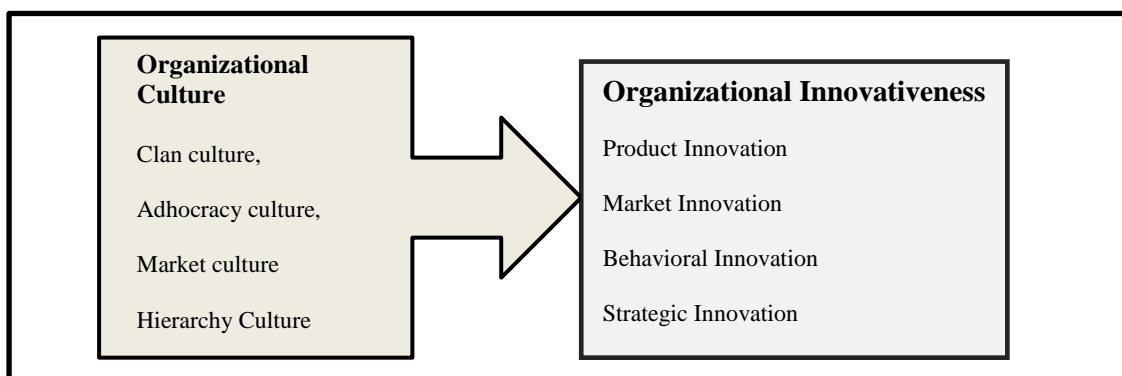 Organizational
Culture
Clan culture,
Adhocracy culture,
Market culture
Hierarchy Culture
Organizational Innovativeness
Product Innovation
Market Innovation
Behavioral Innovation
Strategic Innovation